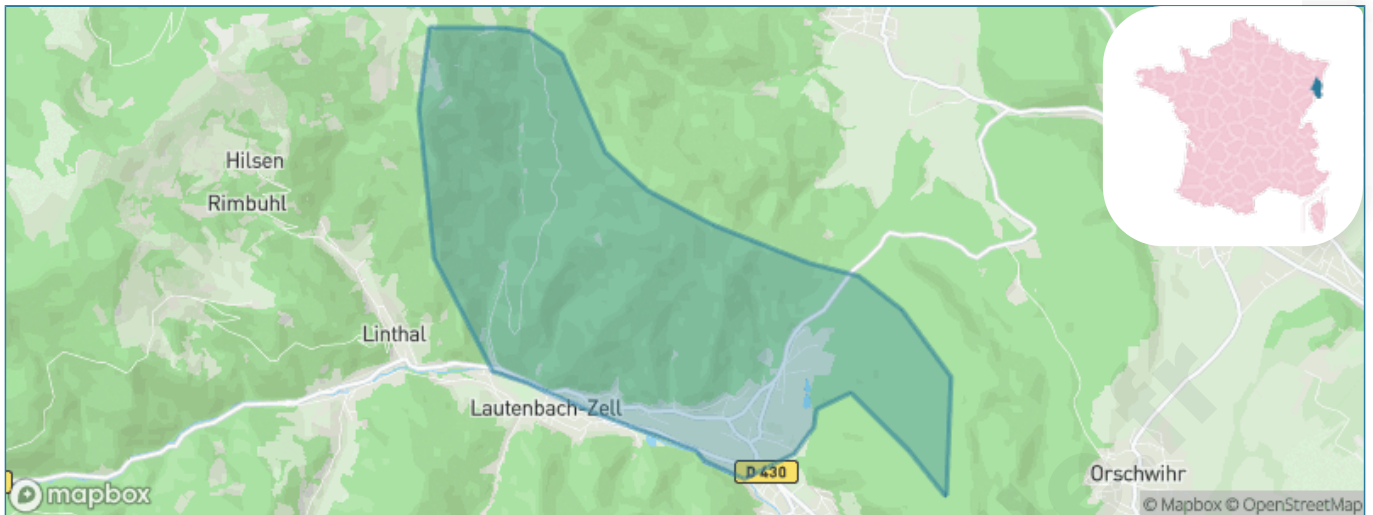 Hilsen
Rimbuhl
Linthal
Lautenbach-Zell
D 430
Orschwihr
mapbox
© Mapbox © OpenStreetMap